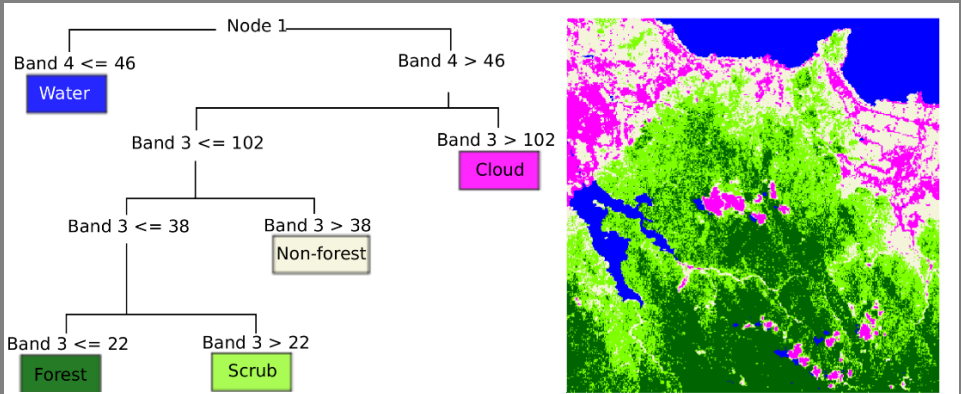 Node 1
Band 4 <= 46
Water
Band 4 > 46
Band 3 <= 102
Band 3 > 102
Cloud
Band 3 <= 38
Band 3 > 38
Non-forest
Band 3 <= 22
Forest
Band 3 > 22
Scrub